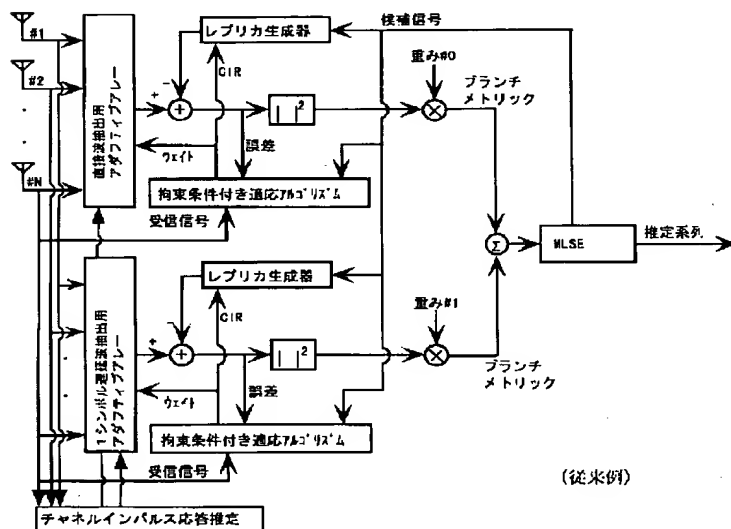 #1
#2
#N
直接波抽出用
アダプティブアレー
レプリカ生成器
CIR
候補信号
重み#0
ブランチ
メトリック
− + +
| |²
×
ウェイト
誤差
拘束条件付き適応アルゴリズム
受信信号
Σ
MLSE
推定系列
1シンボル遅延波抽出用
アダプティブアレー
レプリカ生成器
CIR
重み#1
− + +
| |²
×
ブランチ
メトリック
ウェイト
誤差
拘束条件付き適応アルゴリズム
受信信号
(従来例)
チャネルインパルス応答推定